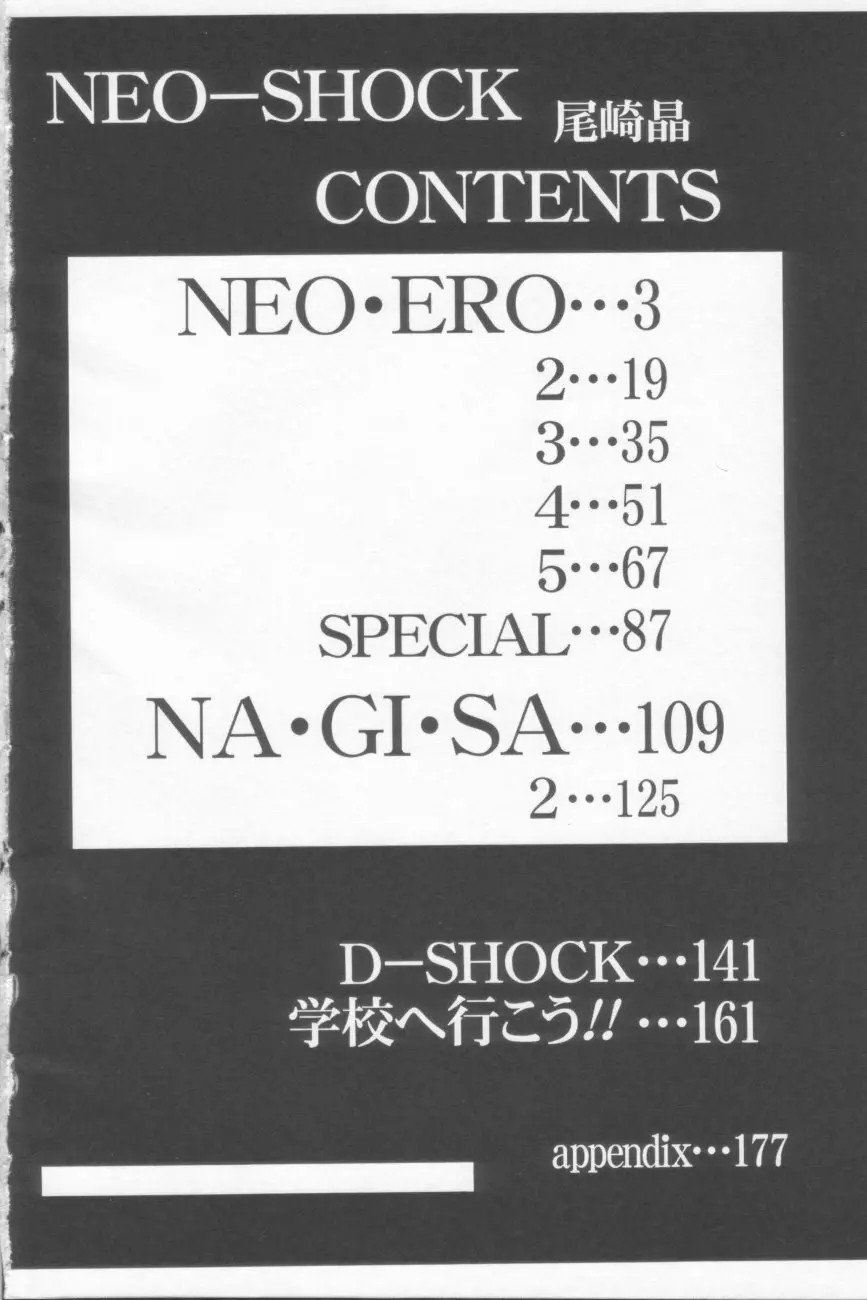 NEO−SHOCK 尾崎晶
CONTENTS
NEO・ERO…3
2…19
3…35
4…51
5…67
SPECIAL…87
NA・GI・SA…109
2…125
D−SHOCK…141
学校へ行こう!! …161
appendix…177